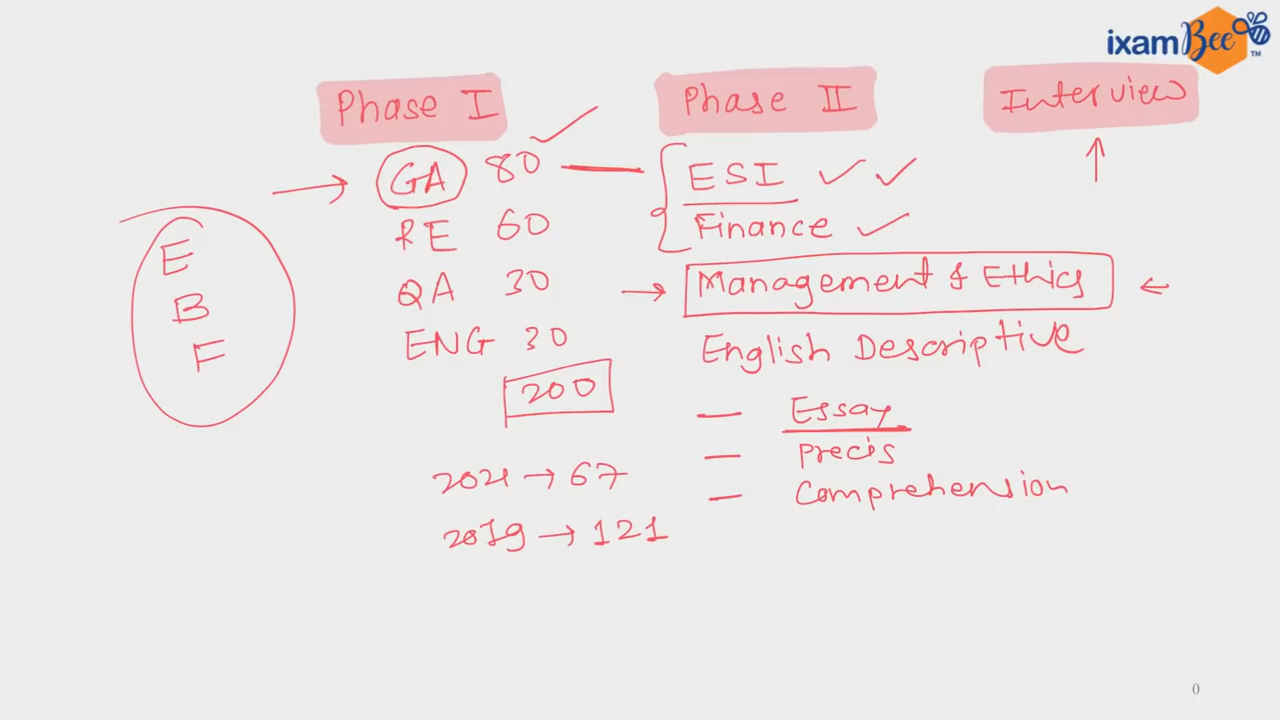 ixamBee
TM
Phase I
GA 80
RE 60
QA 30
ENG 30
200
2021 → 67
2019 → 121
E
B
F
Phase II
ESI
Finance
Management & Ethics
English Descriptive
— Essay
— Precis
— Comprehension
Interview
0